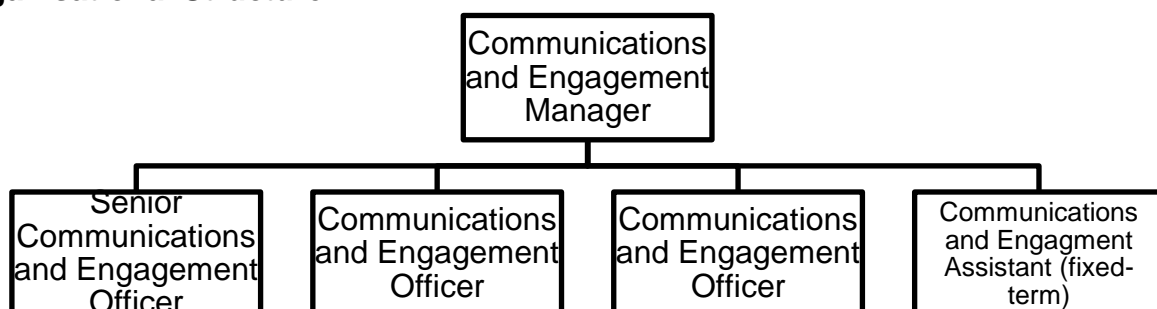 Communications
and Engagement
Manager
Senior
Communications
and Engagement
Officer
Communications
and Engagement
Officer
Communications
and Engagement
Officer
Communications
and Engagment
Assistant (fixed-
term)